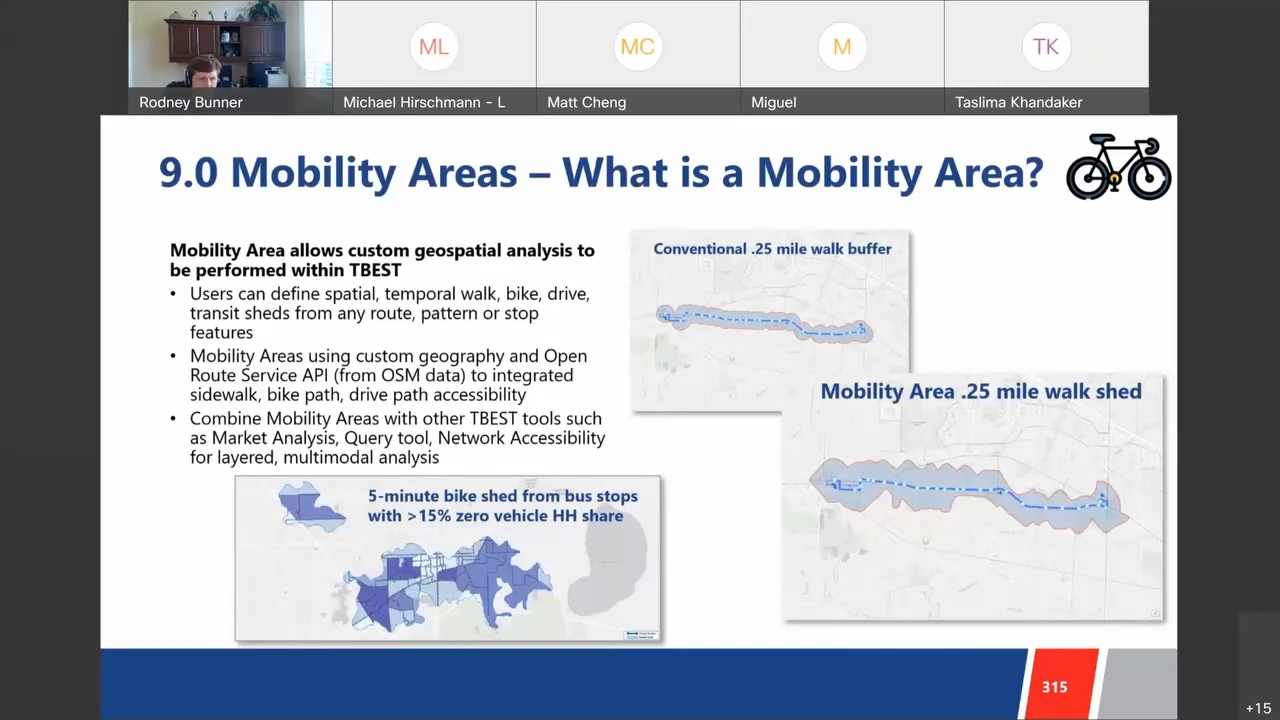 ML
MC
M
TK
Rodney Bunner
Michael Hirschmann - L
Matt Cheng
Miguel
Taslima Khandaker
9.0 Mobility Areas – What is a Mobility Area?
Mobility Area allows custom geospatial analysis to
be performed within TBEST
• Users can define spatial, temporal walk, bike, drive,
transit sheds from any route, pattern or stop
features
• Mobility Areas using custom geography and Open
Route Service API (from OSM data) to integrated
sidewalk, bike path, drive path accessibility
• Combine Mobility Areas with other TBEST tools such
as Market Analysis, Query tool, Network Accessibility
for layered, multimodal analysis
Conventional .25 mile walk buffer
Mobility Area .25 mile walk shed
5-minute bike shed from bus stops
with >15% zero vehicle HH share
315
+15